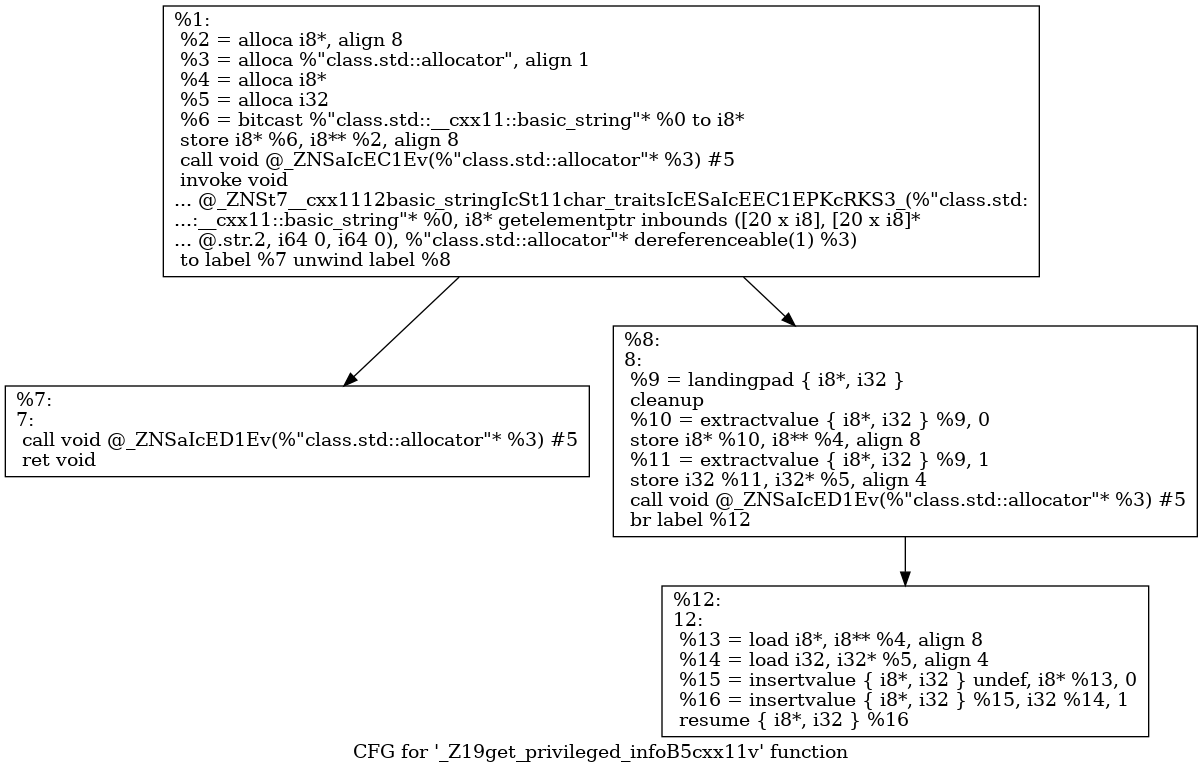 %1:
%2 = alloca i8*, align 8
%3 = alloca %"class.std::allocator", align 1
%4 = alloca i8*
%5 = alloca i32
%6 = bitcast %"class.std::__cxx11::basic_string"* %0 to i8*
store i8* %6, i8** %2, align 8
call void @_ZNSaIcEC1Ev(%"class.std::allocator"* %3) #5
invoke void
... @_ZNSt7__cxx1112basic_stringIcSt11char_traitsIcESaIcEEC1EPKcRKS3_(%"class.std:
...:__cxx11::basic_string"* %0, i8* getelementptr inbounds ([20 x i8], [20 x i8]*
... @.str.2, i64 0, i64 0), %"class.std::allocator"* dereferenceable(1) %3)
to label %7 unwind label %8
%7:
7:
call void @_ZNSaIcED1Ev(%"class.std::allocator"* %3) #5
ret void
%8:
8:
%9 = landingpad { i8*, i32 }
cleanup
%10 = extractvalue { i8*, i32 } %9, 0
store i8* %10, i8** %4, align 8
%11 = extractvalue { i8*, i32 } %9, 1
store i32 %11, i32* %5, align 4
call void @_ZNSaIcED1Ev(%"class.std::allocator"* %3) #5
br label %12
%12:
12:
%13 = load i8*, i8** %4, align 8
%14 = load i32, i32* %5, align 4
%15 = insertvalue { i8*, i32 } undef, i8* %13, 0
%16 = insertvalue { i8*, i32 } %15, i32 %14, 1
resume { i8*, i32 } %16
CFG for '_Z19get_privileged_infoB5cxx11v' function